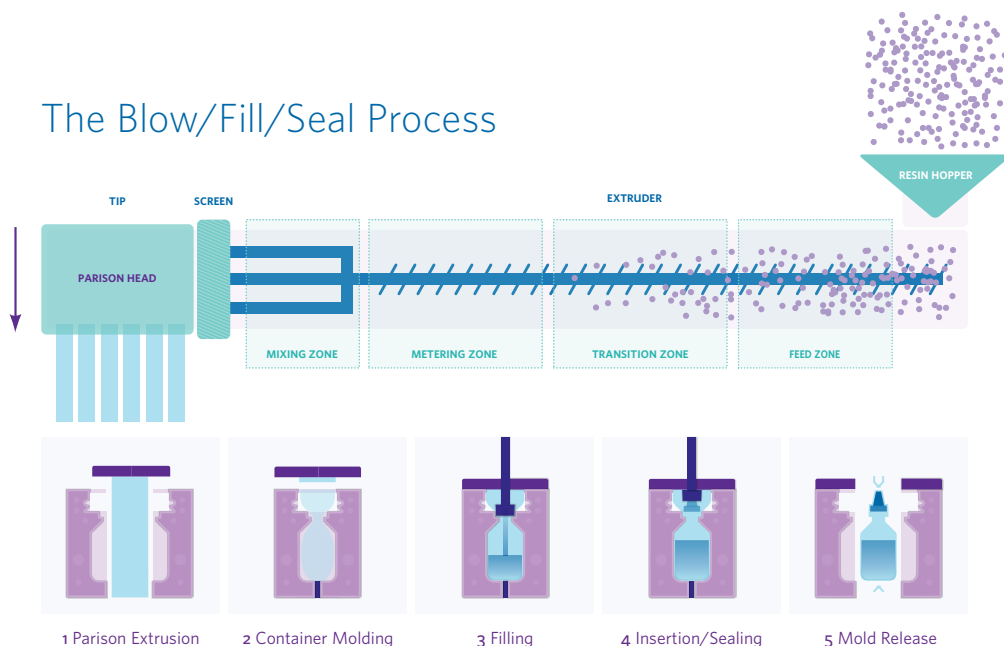 The Blow/Fill/Seal Process
RESIN HOPPER
TIP
SCREEN
EXTRUDER
PARISON HEAD
MIXING ZONE
METERING ZONE
TRANSITION ZONE
FEED ZONE
1 Parison Extrusion
2 Container Molding
3 Filling
4 Insertion/Sealing
5 Mold Release